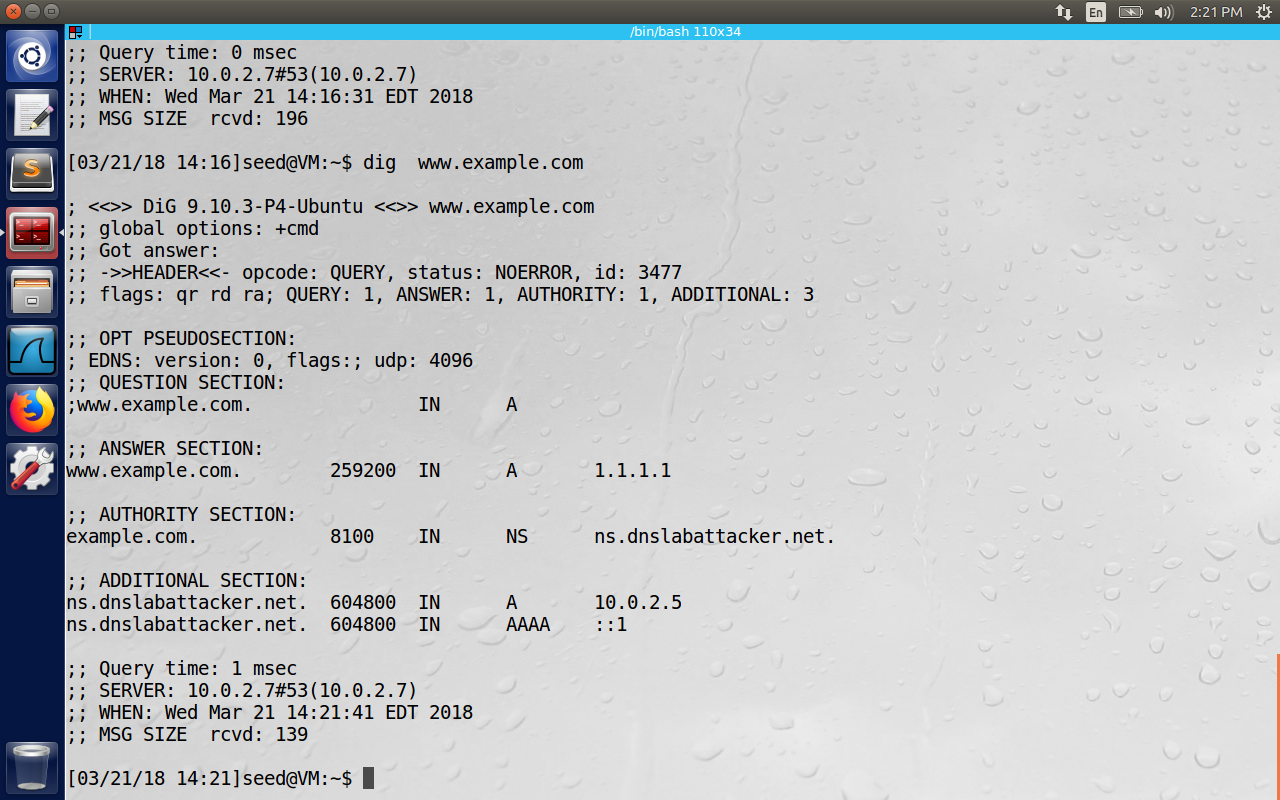 En
2:21 PM
/bin/bash 110x34
;; Query time: 0 msec
;; SERVER: 10.0.2.7#53(10.0.2.7)
;; WHEN: Wed Mar 21 14:16:31 EDT 2018
;; MSG SIZE  rcvd: 196
[03/21/18 14:16]seed@VM:~$ dig  www.example.com
; <<>> DiG 9.10.3-P4-Ubuntu <<>> www.example.com
;; global options: +cmd
;; Got answer:
;; ->>HEADER<<- opcode: QUERY, status: NOERROR, id: 3477
;; flags: qr rd ra; QUERY: 1, ANSWER: 1, AUTHORITY: 1, ADDITIONAL: 3
;; OPT PSEUDOSECTION:
; EDNS: version: 0, flags:; udp: 4096
;; QUESTION SECTION:
;www.example.com.               IN      A
;; ANSWER SECTION:
www.example.com.        259200  IN      A       1.1.1.1
;; AUTHORITY SECTION:
example.com.            8100    IN      NS      ns.dnslabattacker.net.
;; ADDITIONAL SECTION:
ns.dnslabattacker.net.  604800  IN      A       10.0.2.5
ns.dnslabattacker.net.  604800  IN      AAAA    ::1
;; Query time: 1 msec
;; SERVER: 10.0.2.7#53(10.0.2.7)
;; WHEN: Wed Mar 21 14:21:41 EDT 2018
;; MSG SIZE  rcvd: 139
[03/21/18 14:21]seed@VM:~$